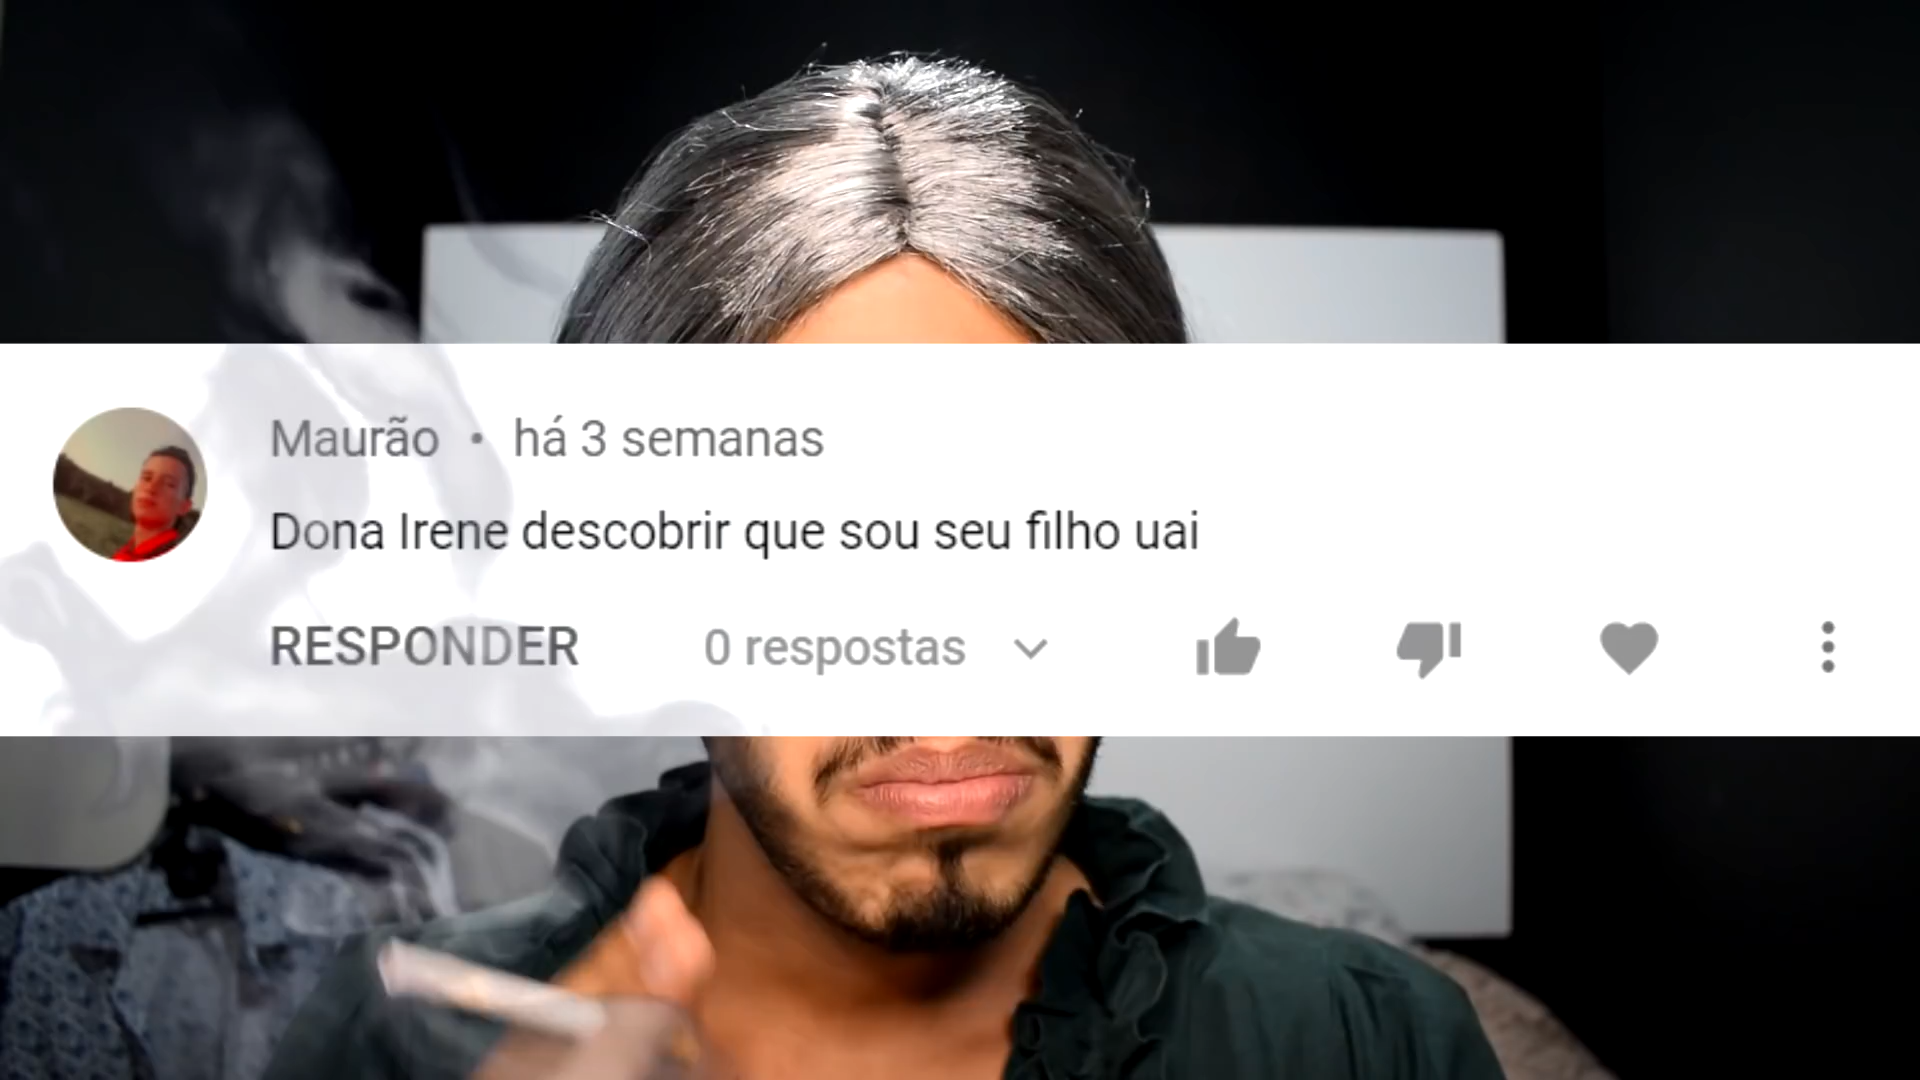 Maurão • há 3 semanas
Dona Irene descobrir que sou seu filho uai
RESPONDER 0 respostas